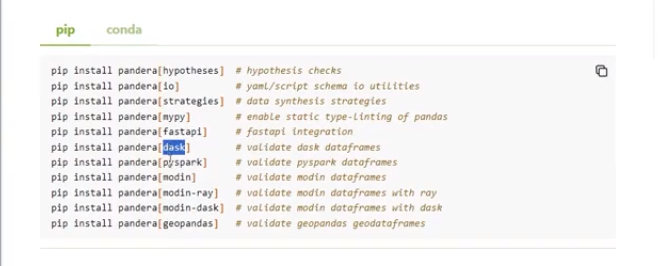 pip conda
pip install pandera[hypotheses] # hypothesis checks
pip install pandera[io] # yaml/script schema io utilities
pip install pandera[strategies] # data synthesis strategies
pip install pandera[mypy] # enable static type-linting of pandas
pip install pandera[fastapi] # fastapi integration
pip install pandera[dask] # validate dask dataframes
pip install pandera[pyspark] # validate pyspark dataframes
pip install pandera[modin] # validate modin dataframes
pip install pandera[modin-ray] # validate modin dataframes with ray
pip install pandera[modin-dask] # validate modin dataframes with dask
pip install pandera[geopandas] # validate geopandas geodataframes